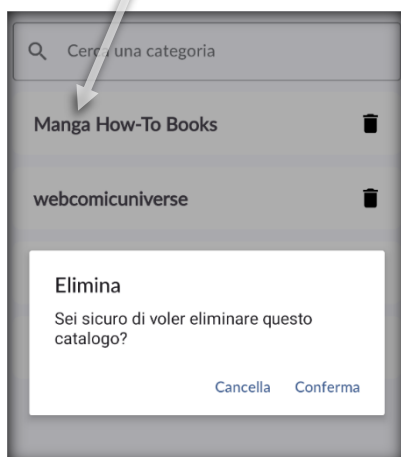 Cerca una categoria
Manga How-To Books
webcomicuniverse
Elimina
Sei sicuro di voler eliminare questo
catalogo?
Cancella Conferma